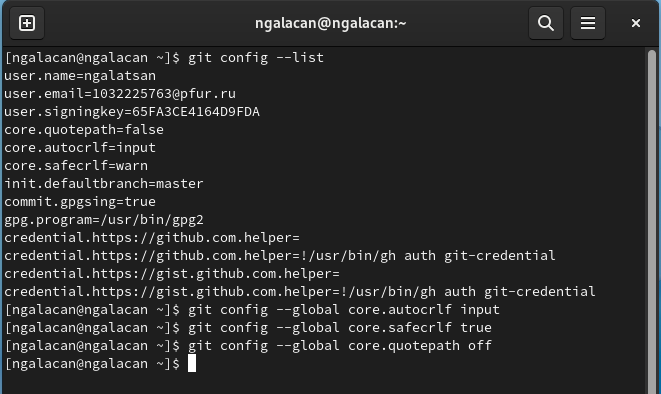 ngalacan@ngalacan:~
[ngalacan@ngalacan ~]$ git config --list
user.name=ngalatsan
user.email=1032225763@pfur.ru
user.signingkey=65FA3CE4164D9FDA
core.quotepath=false
core.autocrlf=input
core.safecrlf=warn
init.defaultbranch=master
commit.gpgsing=true
gpg.program=/usr/bin/gpg2
credential.https://github.com.helper=
credential.https://github.com.helper=!/usr/bin/gh auth git-credential
credential.https://gist.github.com.helper=
credential.https://gist.github.com.helper=!/usr/bin/gh auth git-credential
[ngalacan@ngalacan ~]$ git config --global core.autocrlf input
[ngalacan@ngalacan ~]$ git config --global core.safecrlf true
[ngalacan@ngalacan ~]$ git config --global core.quotepath off
[ngalacan@ngalacan ~]$